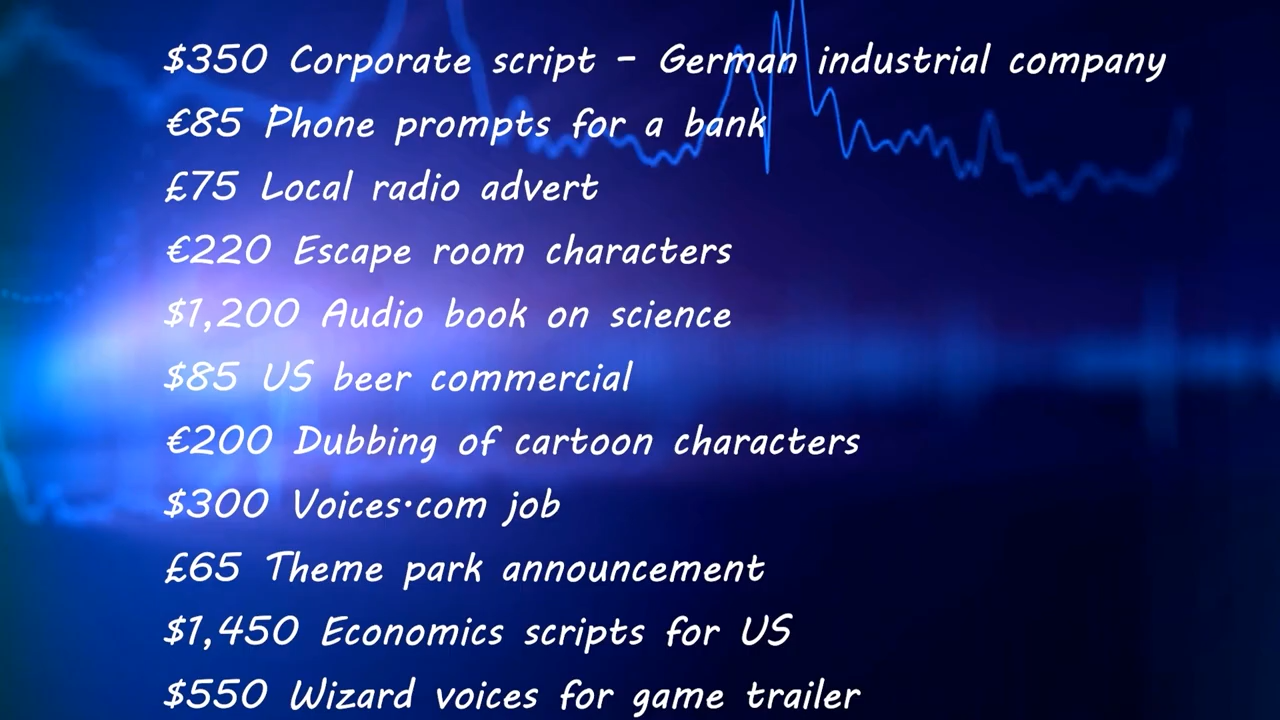 $350 Corporate script - German industrial company
€85 Phone prompts for a bank
£75 Local radio advert
€220 Escape room characters
$1,200 Audio book on science
$85 US beer commercial
€200 Dubbing of cartoon characters
$300 Voices.com job
£65 Theme park announcement
$1,450 Economics scripts for US
$550 Wizard voices for game trailer